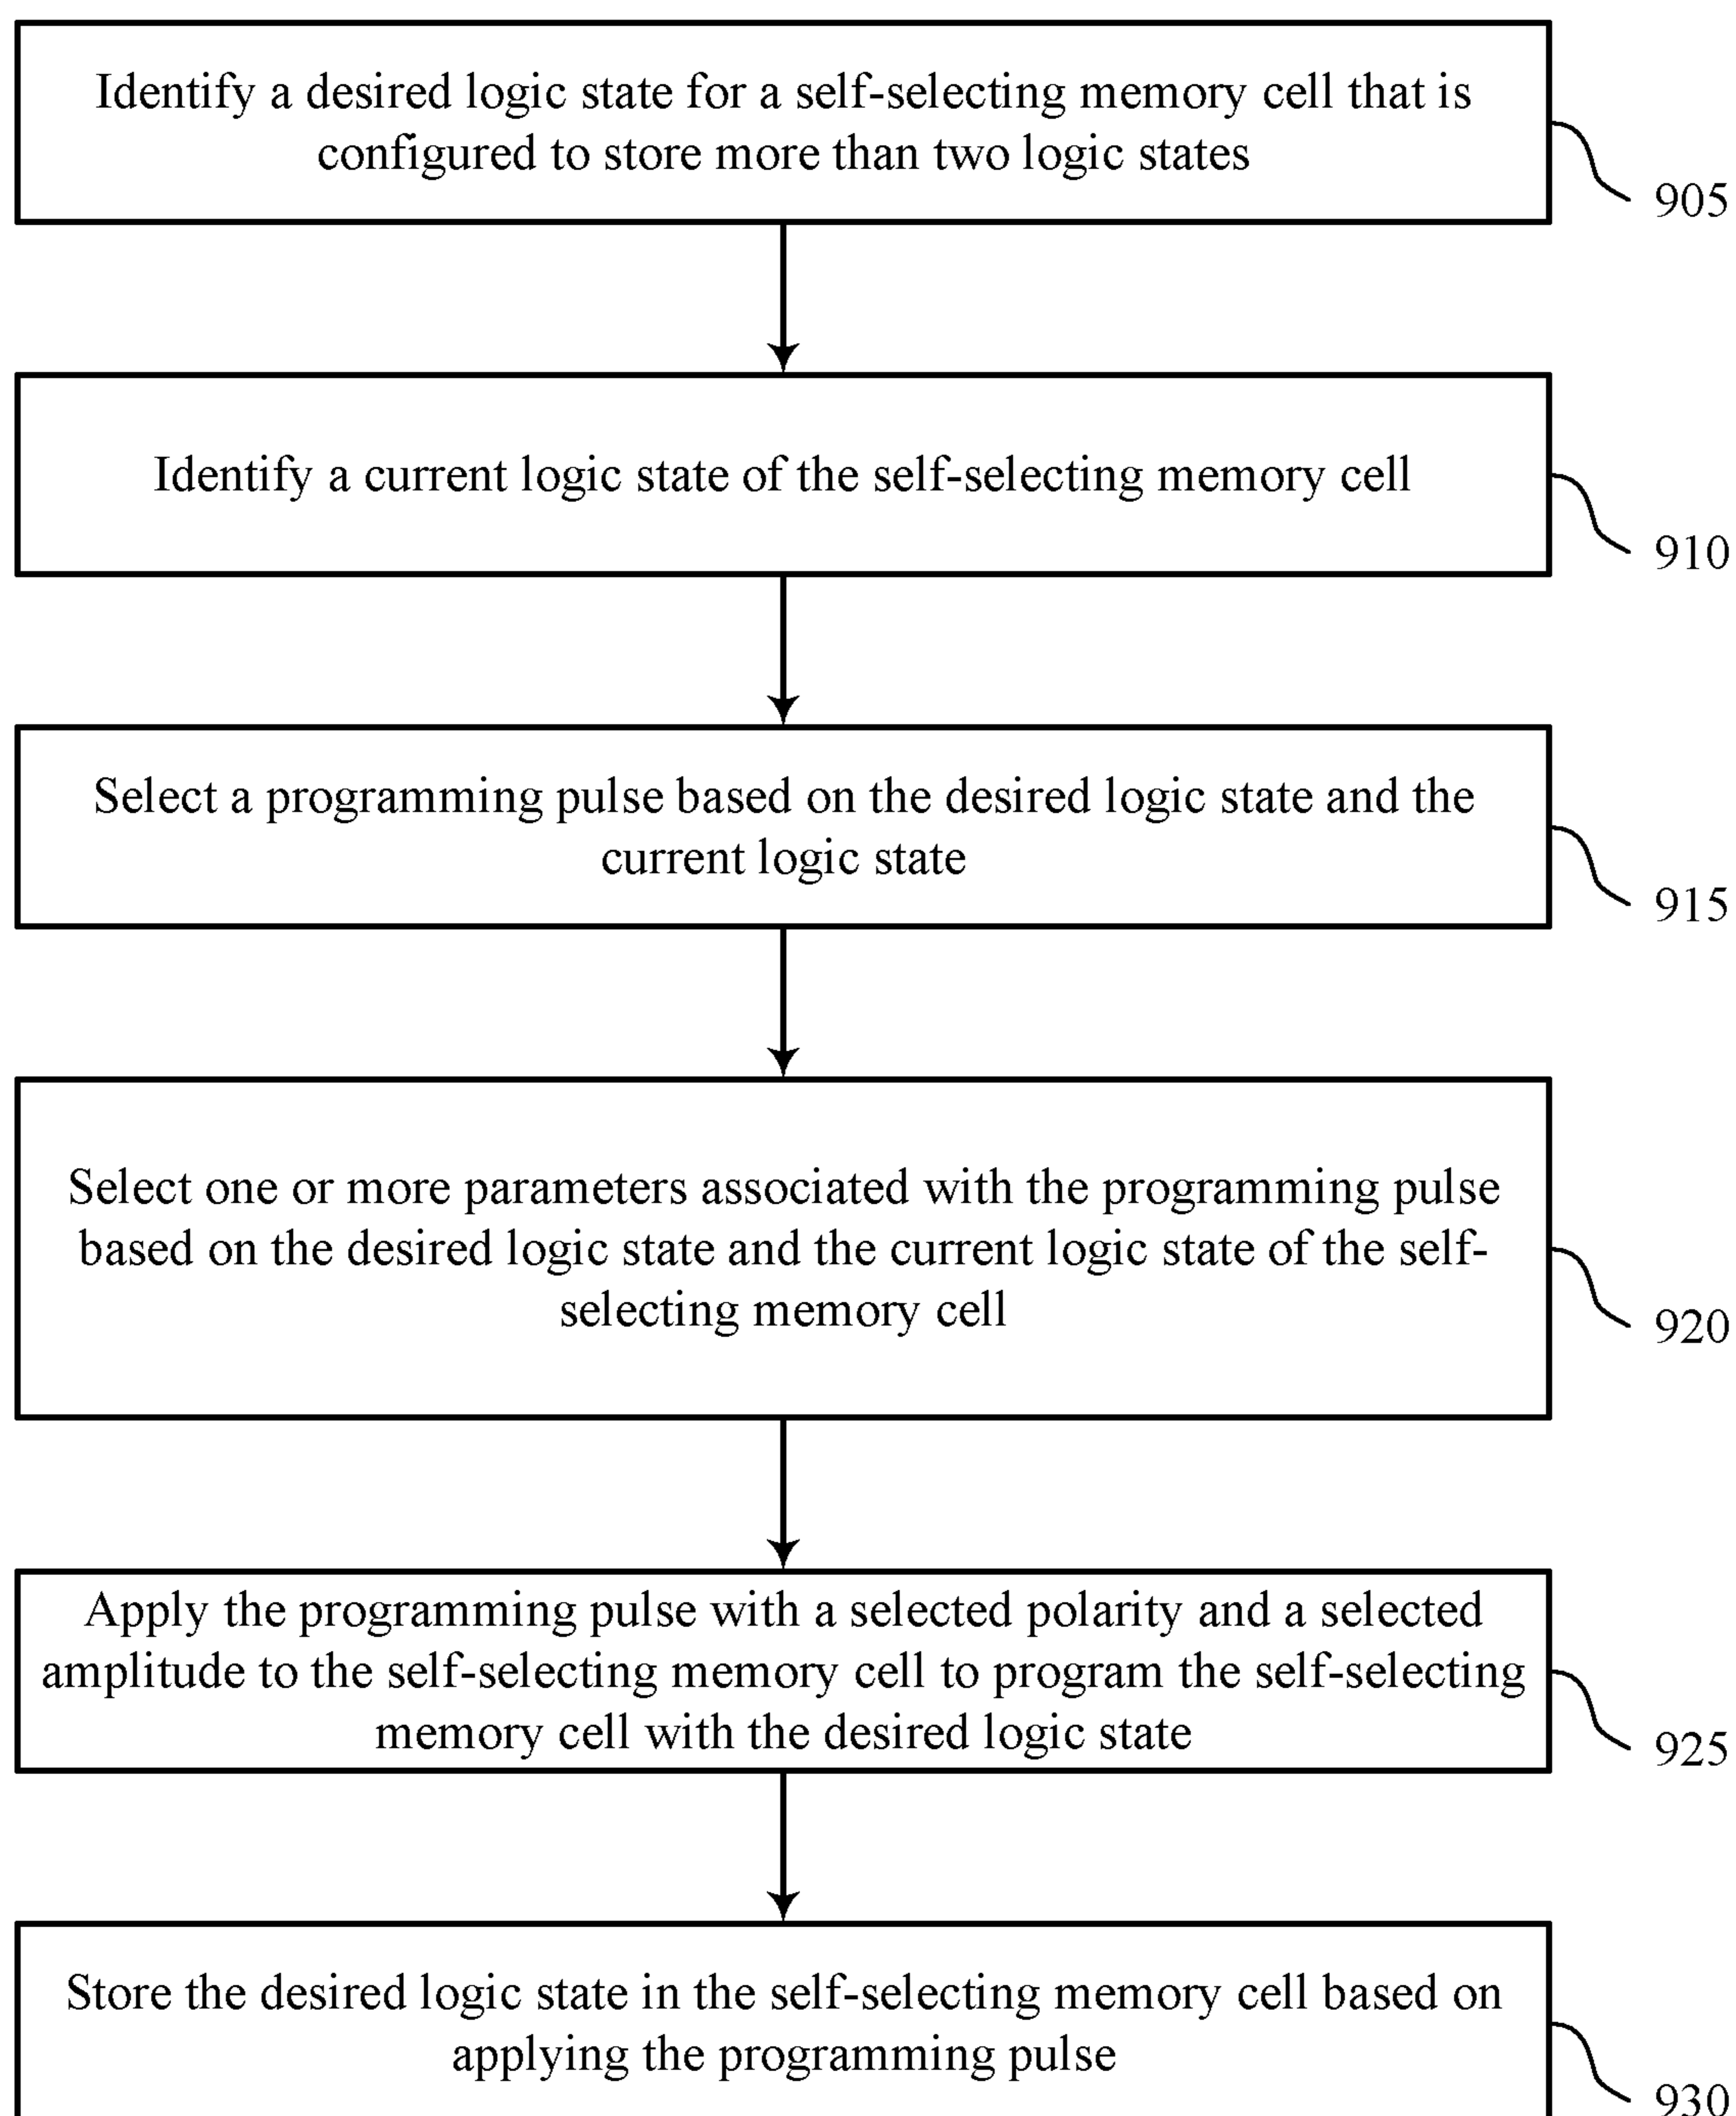 Identify a desired logic state for a self-selecting memory cell that is
configured to store more than two logic states
905
Identify a current logic state of the self-selecting memory cell
910
Select a programming pulse based on the desired logic state and the
current logic state
915
Select one or more parameters associated with the programming pulse
based on the desired logic state and the current logic state of the self-
selecting memory cell
920
Apply the programming pulse with a selected polarity and a selected
amplitude to the self-selecting memory cell to program the self-selecting
memory cell with the desired logic state
925
Store the desired logic state in the self-selecting memory cell based on
applying the programming pulse
930